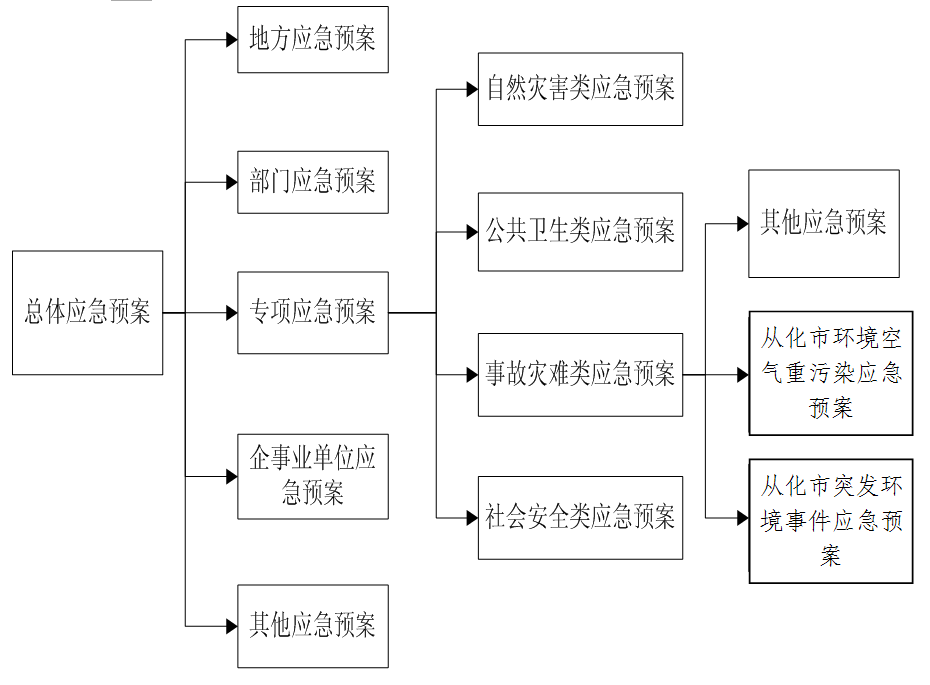 地方应急预案
部门应急预案
总体应急预案
专项应急预案
企事业单位应
急预案
其他应急预案
自然灾害类应急预案
公共卫生类应急预案
事故灾难类应急预案
社会安全类应急预案
其他应急预案
从化市环境空
气重污染应急
预案
从化市突发环
境事件应急预
案